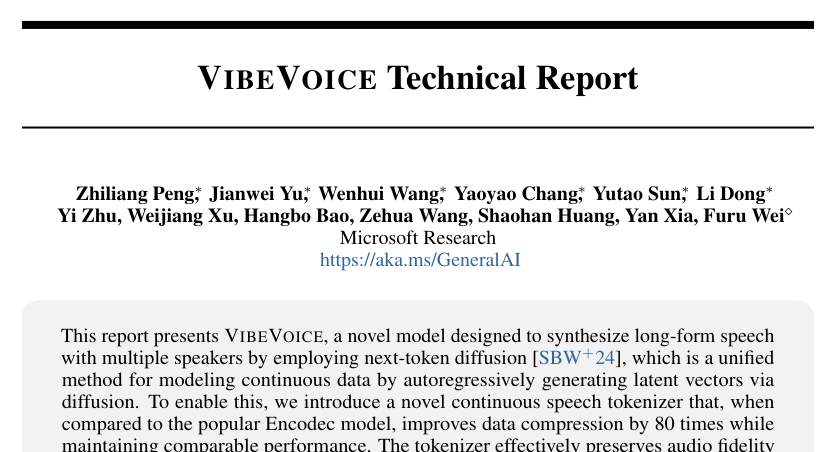 VIBEVOICE Technical Report
Zhiliang Peng*, Jianwei Yu*, Wenhui Wang*, Yaoyao Chang*, Yutao Sun*, Li Dong*
Yi Zhu, Weijiang Xu, Hangbo Bao, Zehua Wang, Shaohan Huang, Yan Xia, Furu Wei◇
Microsoft Research
https://aka.ms/GeneralAI
This report presents VIBEVOICE, a novel model designed to synthesize long-form speech
with multiple speakers by employing next-token diffusion [SBW+24], which is a unified
method for modeling continuous data by autoregressively generating latent vectors via
diffusion. To enable this, we introduce a novel continuous speech tokenizer that, when
compared to the popular Encodec model, improves data compression by 80 times while
maintaining comparable performance. The tokenizer effectively preserves audio fidelity